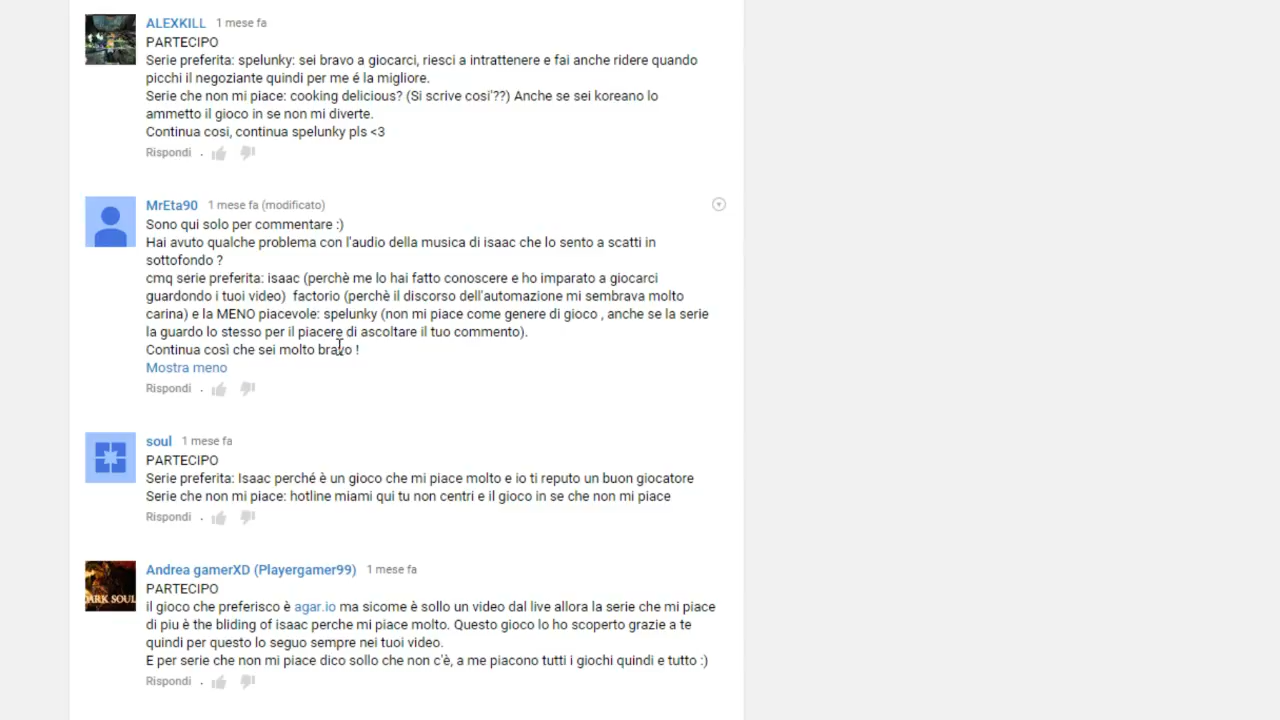 ALEXKILL 1 mese fa
PARTECIPO
Serie preferita: spelunky: sei bravo a giocarci, riesci a intrattenere e fai anche ridere quando
picchi il negoziante quindi per me é la migliore.
Serie che non mi piace: cooking delicious? (Si scrive cosi'??) Anche se sei koreano lo
ammetto il gioco in se non mi diverte.
Continua cosi, continua spelunky pls <3
Rispondi .
MrEta90 1 mese fa (modificato)
Sono qui solo per commentare :)
Hai avuto qualche problema con l'audio della musica di isaac che lo sento a scatti in
sottofondo ?
cmq serie preferita: isaac (perchè me lo hai fatto conoscere e ho imparato a giocarci
guardondo i tuoi video)  factorio (perchè il discorso dell'automazione mi sembrava molto
carina) e la MENO piacevole: spelunky (non mi piace come genere di gioco , anche se la serie
la guardo lo stesso per il piacere di ascoltare il tuo commento).
Continua così che sei molto bravo !
Mostra meno
Rispondi .
soul 1 mese fa
PARTECIPO
Serie preferita: Isaac perché è un gioco che mi piace molto e io ti reputo un buon giocatore
Serie che non mi piace: hotline miami qui tu non centri e il gioco in se che non mi piace
Rispondi .
ARK SOUL
Andrea gamerXD (Playergamer99) 1 mese fa
PARTECIPO
il gioco che preferisco è agar.io ma sicome è sollo un video dal live allora la serie che mi piace
di piu è the bliding of isaac perche mi piace molto. Questo gioco lo ho scoperto grazie a te
quindi per questo lo seguo sempre nei tuoi video.
E per serie che non mi piace dico sollo che non c'è, a me piacono tutti i giochi quindi e tutto :)
Rispondi .